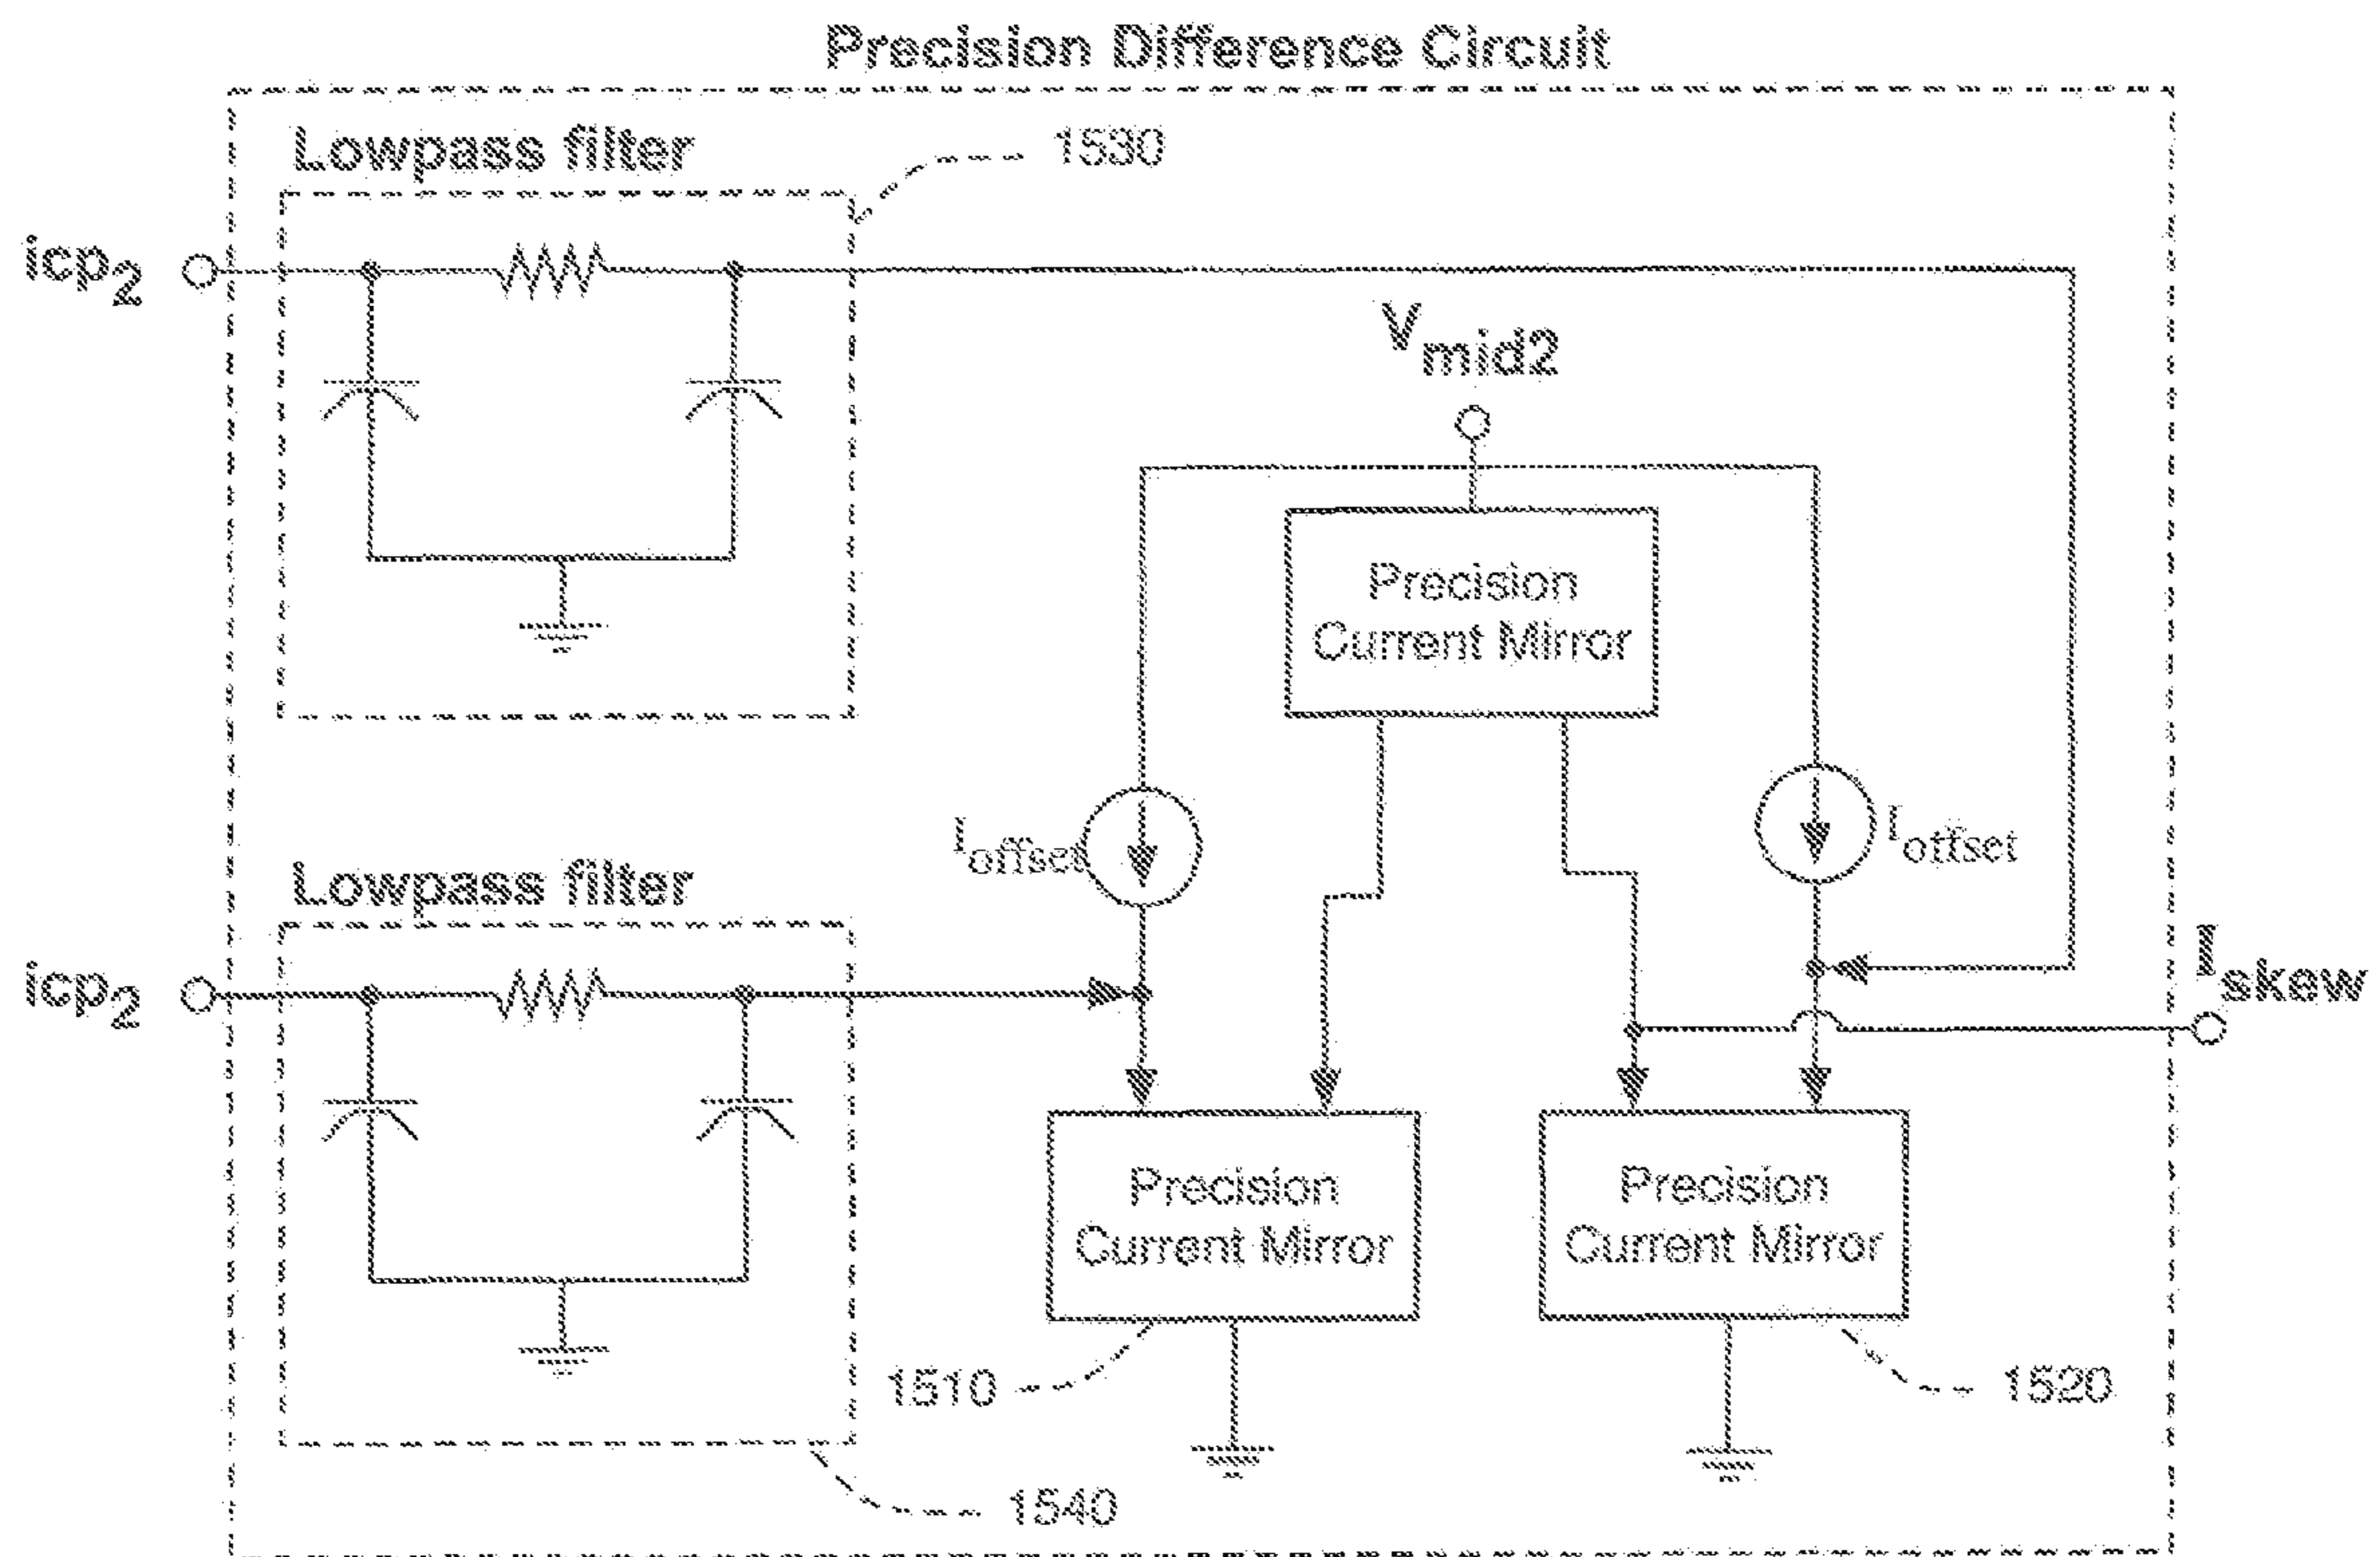 Precision Difference Circuit
Lowpass filter
1530
icp2
Vmid2
Precision
Current Mirror
Ioffset
Ioffset
Lowpass filter
icp2
Iskew
Precision
Current Mirror
Precision
Current Mirror
1510
1520
1540